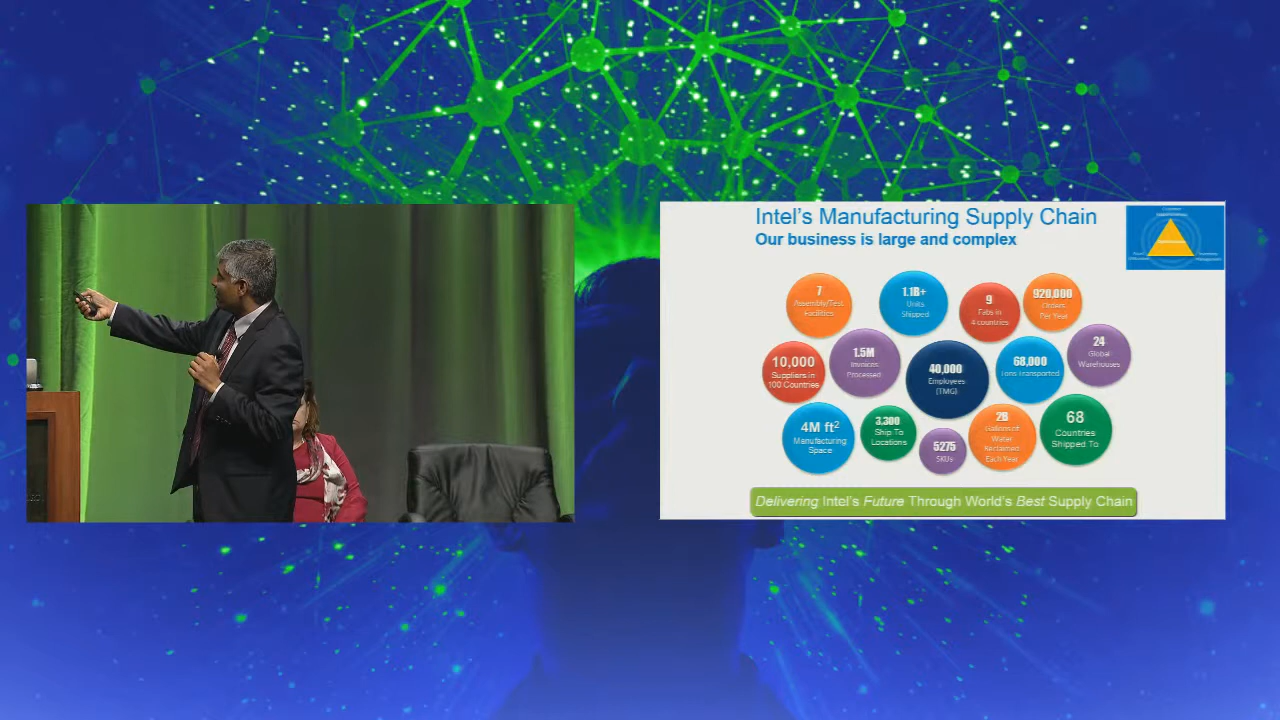 Intel's Manufacturing Supply Chain
Our business is large and complex
7
Assembly/Test
Facilities
1.1B+
Units
Shipped
9
Fabs in
4 countries
920,000
Orders
Per Year
10,000
Suppliers in
100 Countries
1.5M
Invoices
Processed
40,000
Employees
(TMG)
68,000
Tons Transported
24
Global
Warehouses
4M ft²
Manufacturing
Space
3,300
Ship To
Locations
5275
SKUs
2B
Gallons of
Water
Reclaimed
Each Year
68
Countries
Shipped To
Delivering Intel's Future Through World's Best Supply Chain